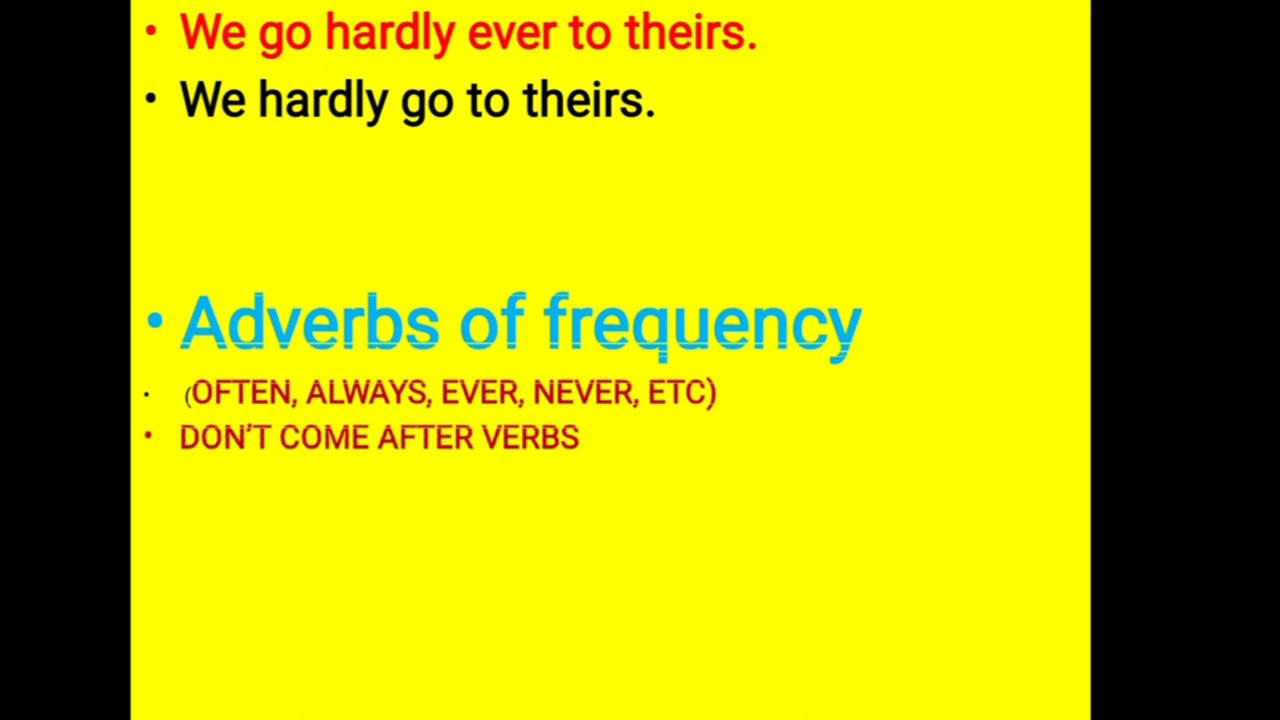 • We go hardly ever to theirs.
• We hardly go to theirs.
• Adverbs of frequency
• (OFTEN, ALWAYS, EVER, NEVER, ETC)
• DON’T COME AFTER VERBS